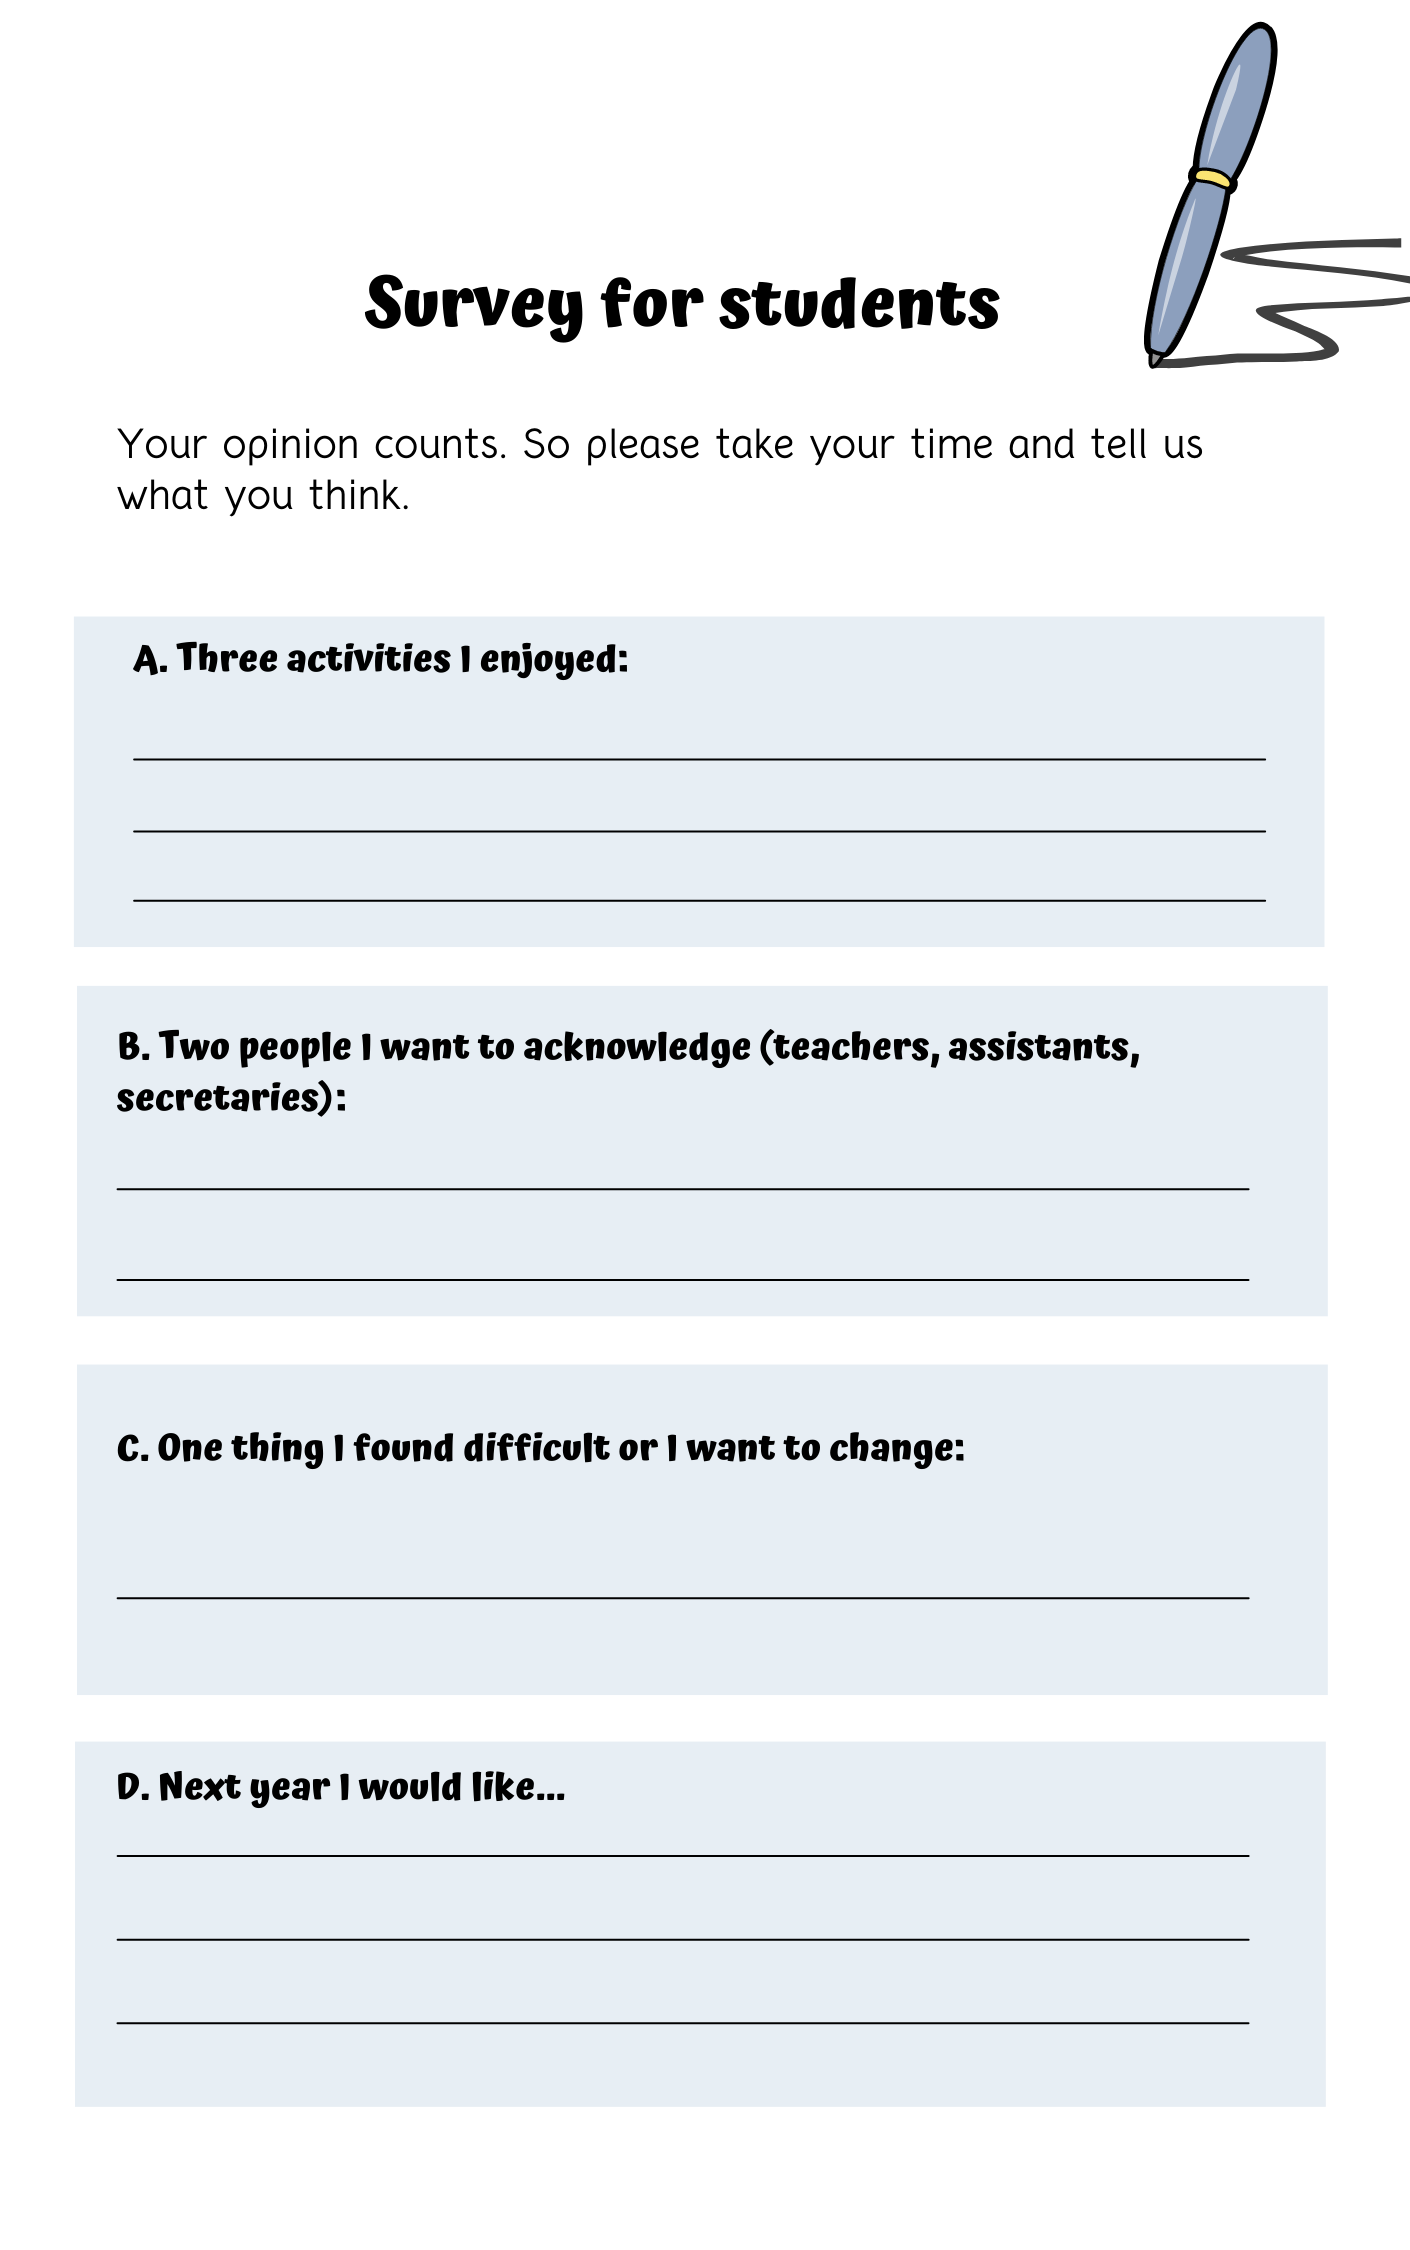 Survey for students
Your opinion counts. So please take your time and tell us
what you think.
A. Three activities I enjoyed:
B. Two people I want to acknowledge (teachers, assistants,
secretaries):
C. One thing I found difficult or I want to change:
D. Next year I would like...